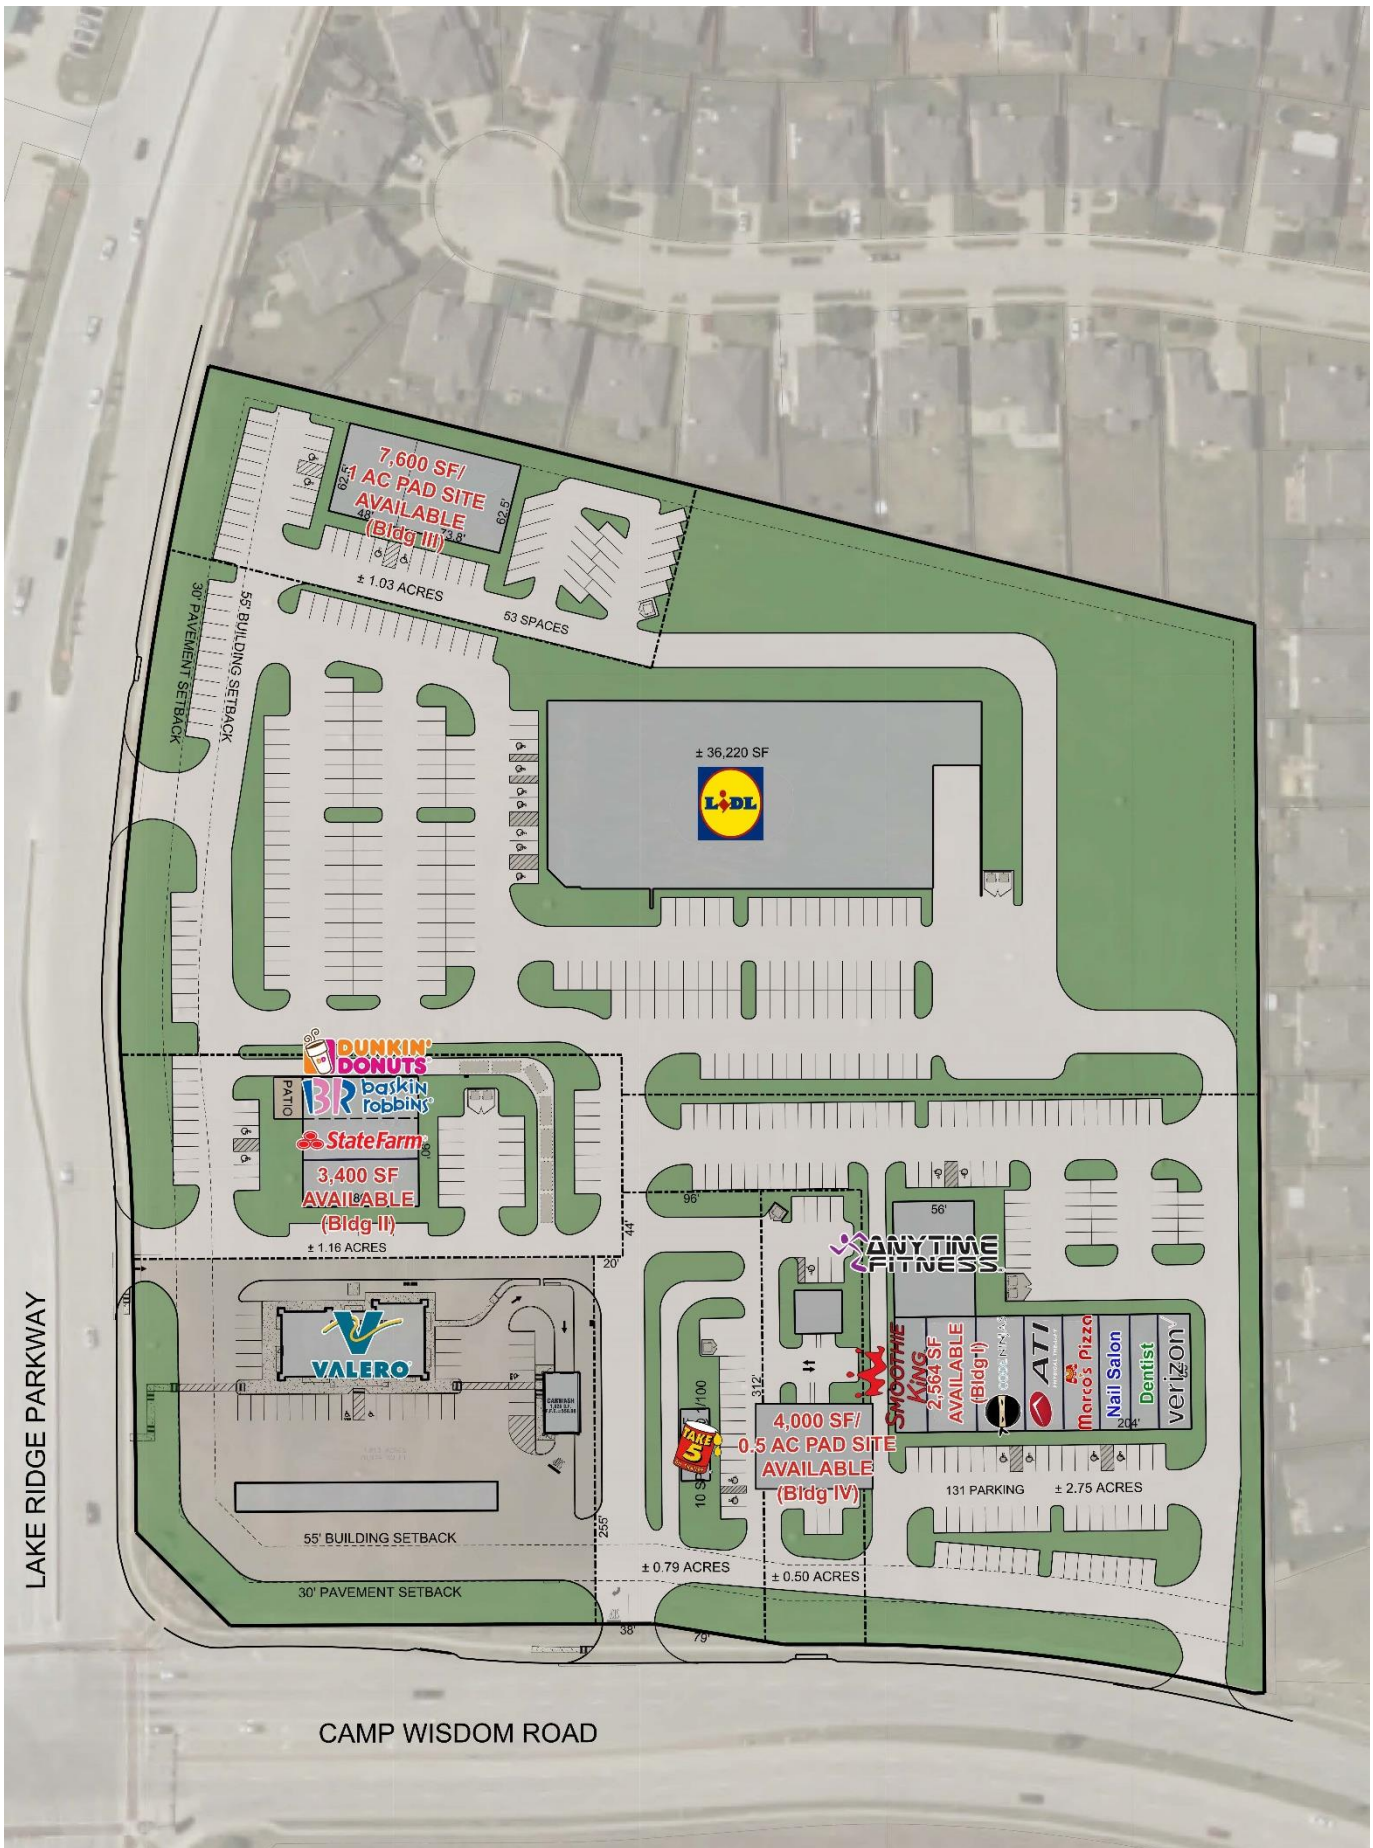 7,600 SF/
1 AC PAD SITE
AVAILABLE
(Bldg III)
62.5'
62.5'
48'
73.8'
± 1.03 ACRES
53 SPACES
30' PAVEMENT SETBACK
55' BUILDING SETBACK
± 36,220 SF
LIDL
DUNKIN'
DONUTS
PATIO
BR baskin
robbins
StateFarm
3,400 SF
AVAILABLE
(Bldg II)
90'
± 1.16 ACRES
96'
44'
20'
56'
ANYTIME
FITNESS
VALERO
CARWASH
SMOOTHIE
KING
2,564 SF
AVAILABLE
(Bldg I)
ATI
Marco's Pizza
Nail Salon
Dentist
verizon
204'
312'
TAKE
5
4,000 SF/
0.5 AC PAD SITE
AVAILABLE
(Bldg IV)
131 PARKING
± 2.75 ACRES
255'
55' BUILDING SETBACK
30' PAVEMENT SETBACK
± 0.79 ACRES
± 0.50 ACRES
38'
79'
LAKE RIDGE PARKWAY
CAMP WISDOM ROAD